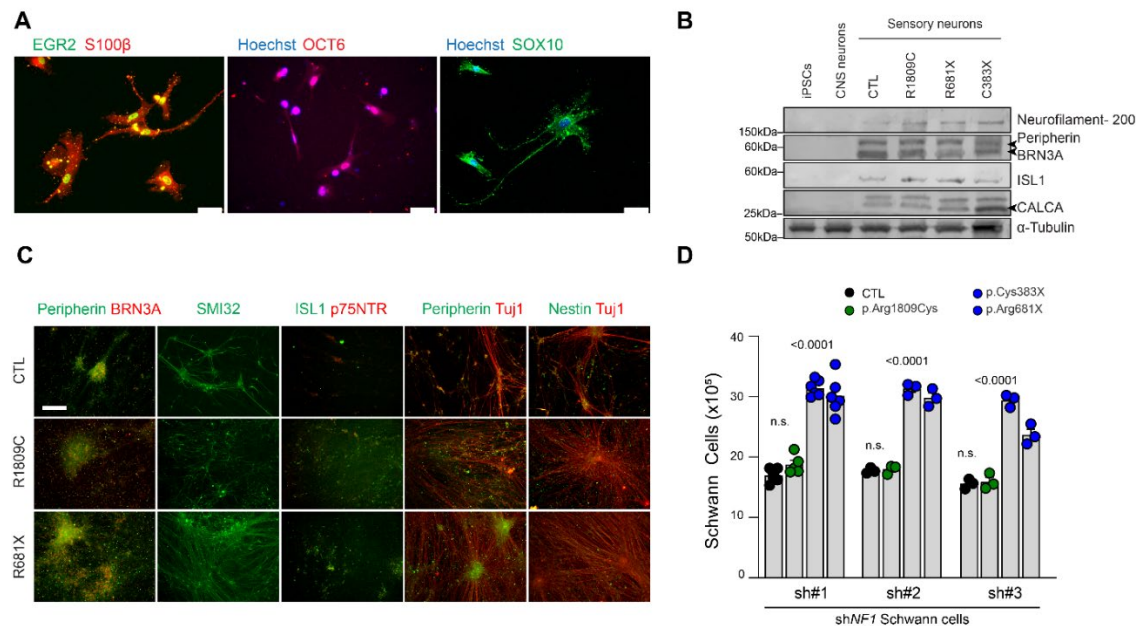 A
EGR2 S100β
Hoechst OCT6
Hoechst SOX10
B
Sensory neurons
iPSCs
CNS neurons
CTL
R1809C
R681X
C383X
150kDa
60kDa
60kDa
25kDa
50kDa
Neurofilament- 200
Peripherin
BRN3A
ISL1
CALCA
α-Tubulin
C
Peripherin BRN3A
SMI32
ISL1 p75NTR
Peripherin Tuj1
Nestin Tuj1
CTL
R1809C
R681X
D
CTL
p.Arg1809Cys
p.Cys383X
p.Arg681X
Schwann Cells (x10⁵)
40
30
20
10
0
n.s.
<0.0001
n.s.
<0.0001
n.s.
<0.0001
sh#1
sh#2
sh#3
shNF1 Schwann cells